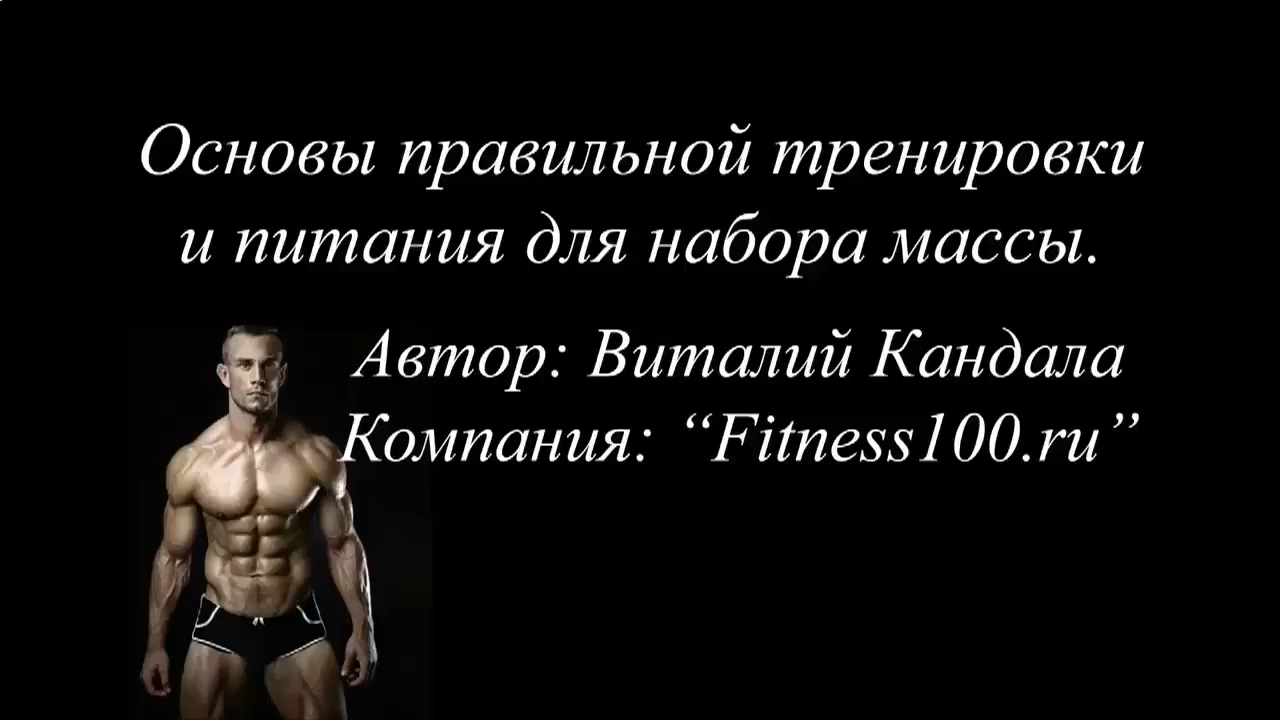 Основы правильной тренировки
и питания для набора массы.
Автор: Виталий Кандала
Компания: “Fitness100.ru”